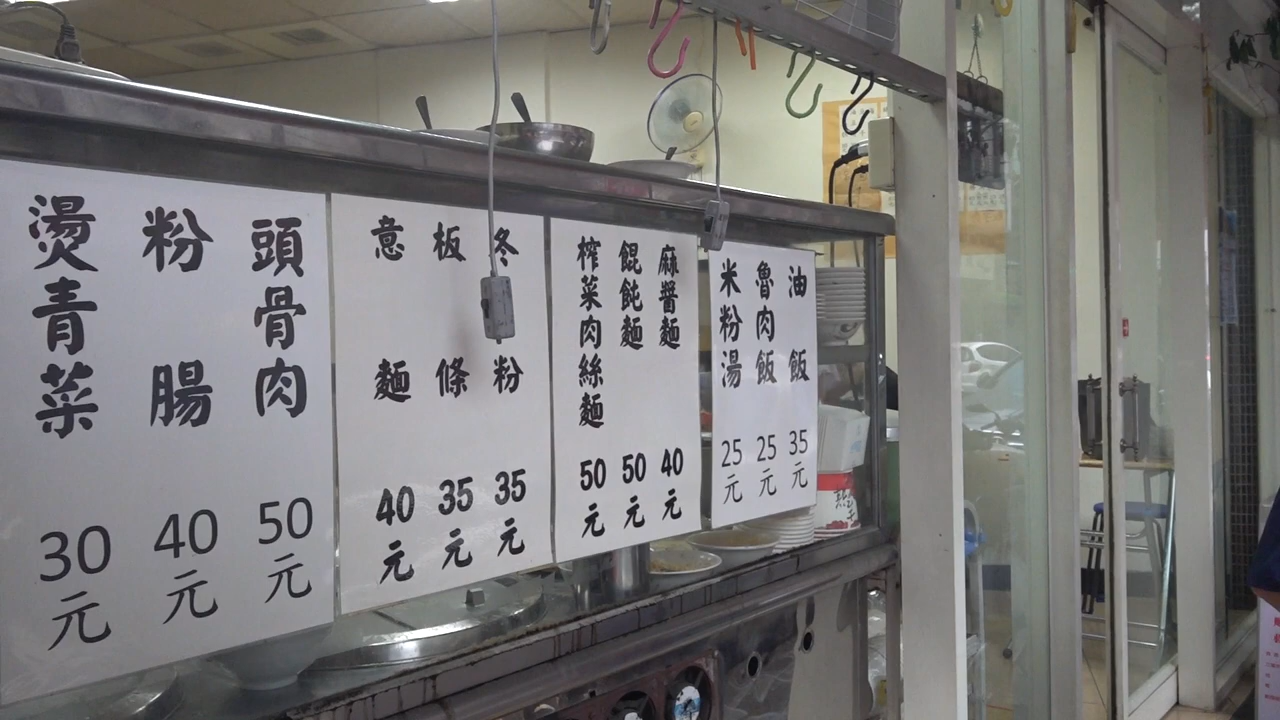 油飯 35元
魯肉飯 25元
米粉湯 25元
麻醬麵 40元
餛飩麵 50元
榨菜肉絲麵 50元
冬粉 35元
板條 35元
意麵 40元
頭骨肉 50元
粉腸 40元
燙青菜 30元